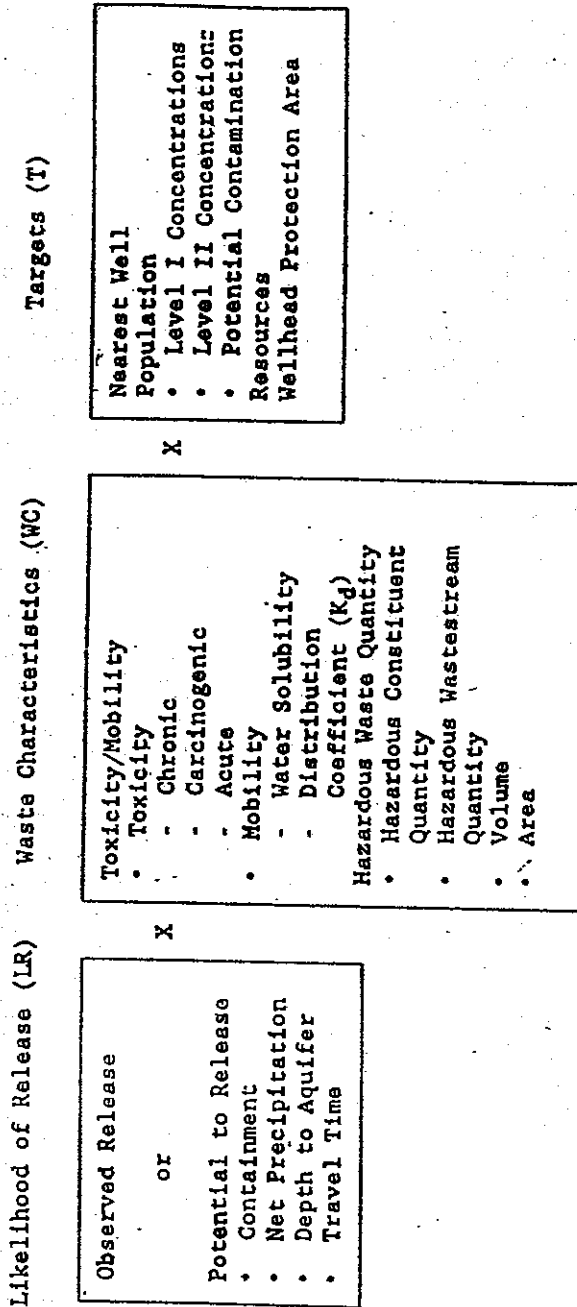 Likelihood of Release (LR)
Observed Release
or
Potential to Release
• Containment
• Net Precipitation
• Depth to Aquifer
• Travel Time
X
Waste Characteristics (WC)
Toxicity/Mobility
• Toxicity
- Chronic
- Carcinogenic
- Acute
• Mobility
- Water Solubility
- Distribution
Coefficient (Kd)
Hazardous Waste Quantity
• Hazardous Constituent
Quantity
• Hazardous Wastestream
Quantity
• Volume
• Area
X
Targets (T)
Nearest Well
Population
• Level I Concentrations
• Level II Concentrations
• Potential Contamination
Resources
Wellhead Protection Area